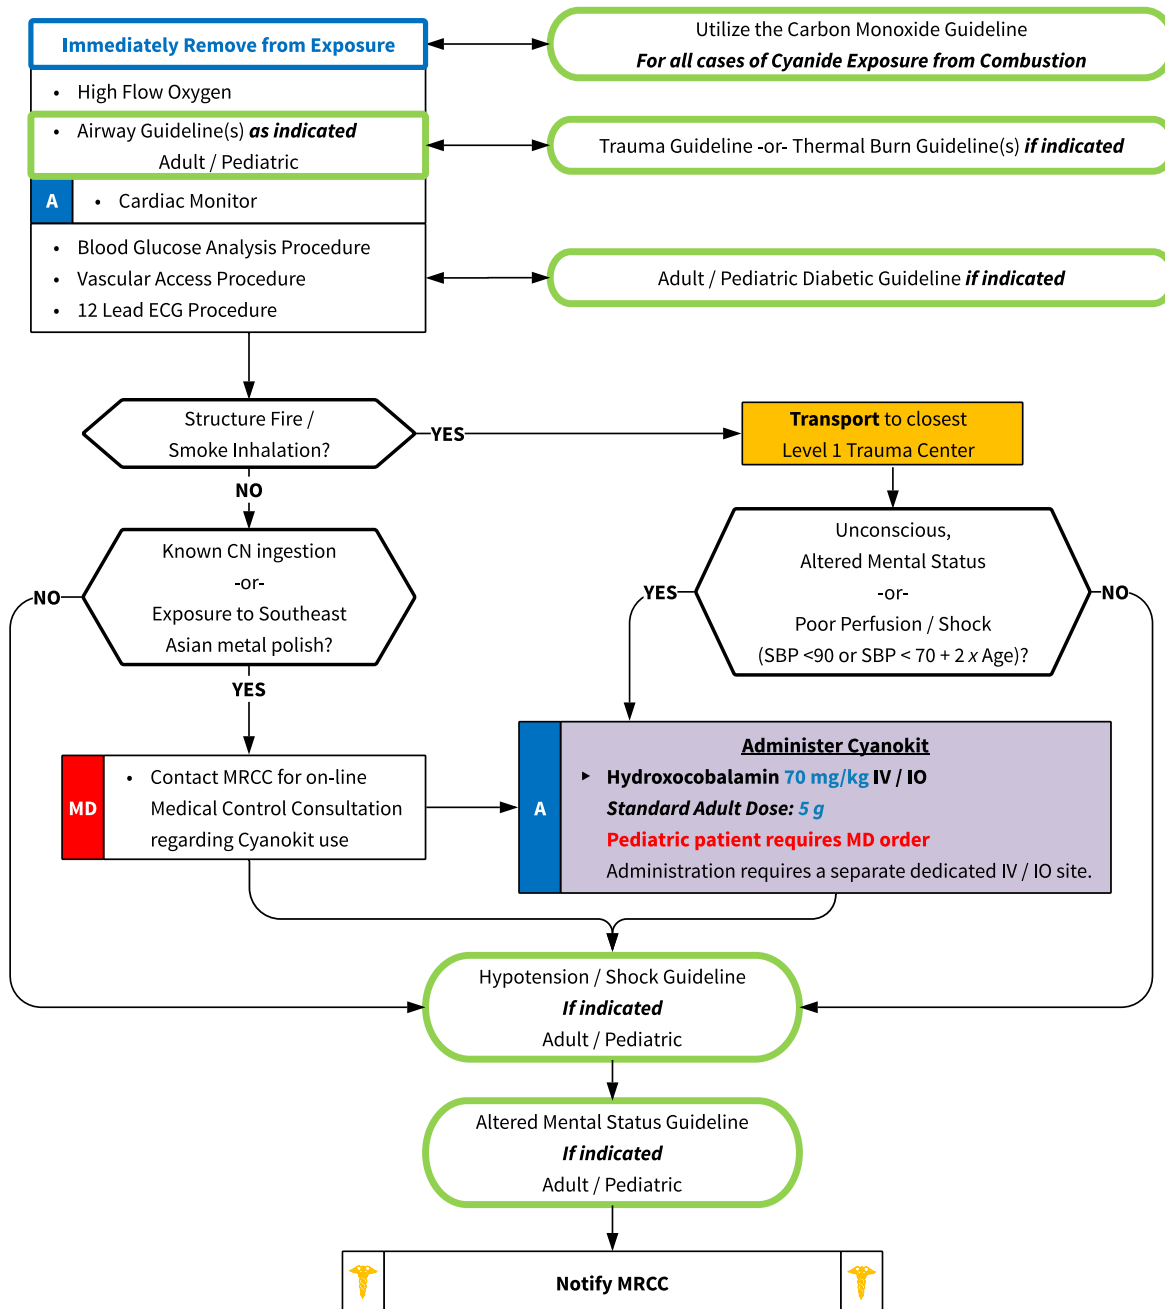 Immediately Remove from Exposure
Utilize the Carbon Monoxide Guideline
For all cases of Cyanide Exposure from Combustion
• High Flow Oxygen
• Airway Guideline(s) as indicated
Adult / Pediatric
Trauma Guideline -or- Thermal Burn Guideline(s) if indicated
A
• Cardiac Monitor
• Blood Glucose Analysis Procedure
• Vascular Access Procedure
• 12 Lead ECG Procedure
Adult / Pediatric Diabetic Guideline if indicated
Structure Fire /
Smoke Inhalation?
YES
Transport to closest
Level 1 Trauma Center
NO
Known CN ingestion
-or-
Exposure to Southeast
Asian metal polish?
NO
YES
Unconscious,
Altered Mental Status
-or-
Poor Perfusion / Shock
(SBP <90 or SBP < 70 + 2 x Age)?
YES
NO
MD
• Contact MRCC for on-line
Medical Control Consultation
regarding Cyanokit use
A
Administer Cyanokit
‣ Hydroxocobalamin 70 mg/kg IV / IO
Standard Adult Dose: 5 g
Pediatric patient requires MD order
Administration requires a separate dedicated IV / IO site.
Hypotension / Shock Guideline
If indicated
Adult / Pediatric
Altered Mental Status Guideline
If indicated
Adult / Pediatric
Notify MRCC